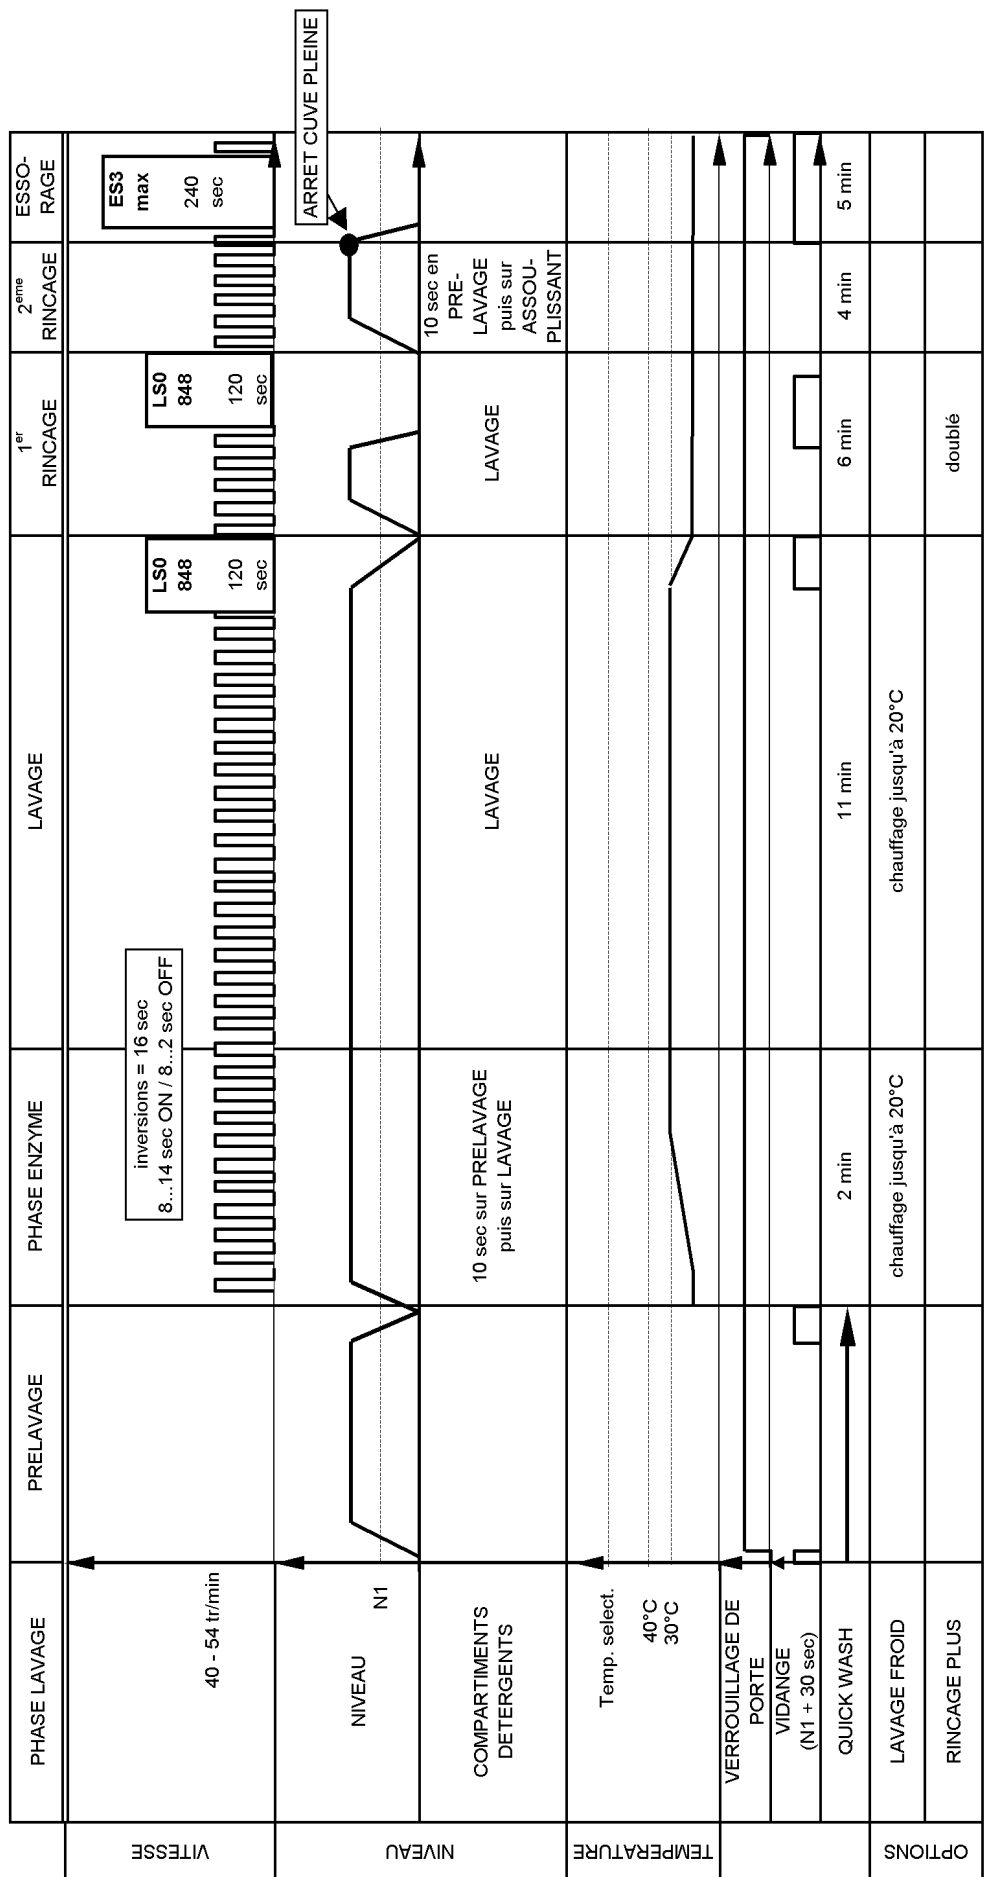 PHASE LAVAGE
PRELAVAGE
PHASE ENZYME
LAVAGE
1er
RINCAGE
2eme
RINCAGE
ESSO-
RAGE
VITESSE
40 - 54 tr/min
inversions = 16 sec
8...14 sec ON / 8...2 sec OFF
LS0
848
120
sec
LS0
848
120
sec
ES3
max
240
sec
NIVEAU
NIVEAU
N1
ARRET CUVE PLEINE
COMPARTIMENTS
DETERGENTS
10 sec sur PRELAVAGE
puis sur LAVAGE
LAVAGE
LAVAGE
10 sec en
PRE-
LAVAGE
puis sur
ASSOU-
PLISSANT
TEMPERATURE
Temp. select.
40°C
30°C
VERROUILLAGE DE
PORTE
VIDANGE
(N1 + 30 sec)
OPTIONS
QUICK WASH
2 min
11 min
6 min
4 min
5 min
LAVAGE FROID
chauffage jusqu'à 20°C
chauffage jusqu'à 20°C
RINCAGE PLUS
doublé